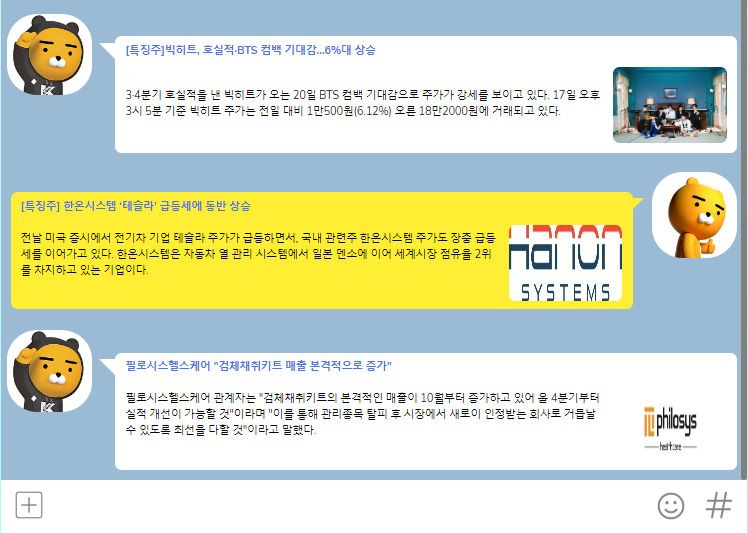 [특징주]빅히트, 호실적·BTS 컴백 기대감…6%대 상승
3·4분기 호실적을 낸 빅히트가 오는 20일 BTS 컴백 기대감으로 주가가 강세를 보이고 있다. 17일 오후
3시 5분 기준 빅히트 주가는 전일 대비 1만500원(6.12%) 오른 18만2000원에 거래되고 있다.
[특징주] 한온시스템 '테슬라' 급등세에 동반 상승
전날 미국 증시에서 전기차 기업 테슬라 주가가 급등하면서, 국내 관련주 한온시스템 주가도 장중 급등
세를 이어가고 있다. 한온시스템은 자동차 열 관리 시스템에서 일본 덴소에 이어 세계시장 점유율 2위
를 차지하고 있는 기업이다.
Hanon
SYSTEMS
필로시스헬스케어 "검체채취키트 매출 본격적으로 증가"
필로시스헬스케어 관계자는 "검체채취키트의 본격적인 매출이 10월부터 증가하고 있어 올 4분기부터
실적 개선이 가능할 것"이라며 "이를 통해 관리종목 탈피 후 시장에서 새로이 인정받는 회사로 거듭날
수 있도록 최선을 다할 것"이라고 말했다.
philosys
healthcare
#